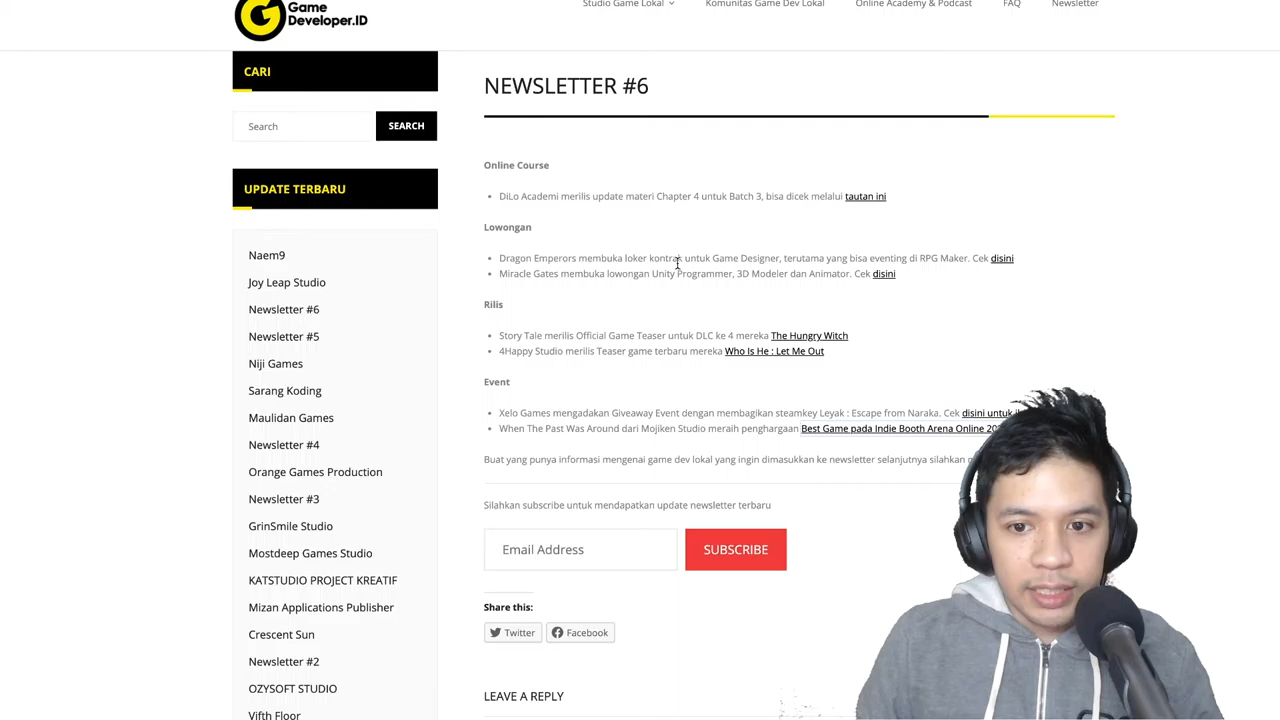 Game
Developer.ID
Studio Game Lokal
Komunitas Game Dev Lokal
Online Academy & Podcast
FAQ
Newsletter
CARI
Search
SEARCH
UPDATE TERBARU
Naem9
Joy Leap Studio
Newsletter #6
Newsletter #5
Niji Games
Sarang Koding
Maulidan Games
Newsletter #4
Orange Games Production
Newsletter #3
GrinSmile Studio
Mostdeep Games Studio
KATSTUDIO PROJECT KREATIF
Mizan Applications Publisher
Crescent Sun
Newsletter #2
OZYSOFT STUDIO
Vifth Floor
NEWSLETTER #6
Online Course
DiLo Academi merilis update materi Chapter 4 untuk Batch 3, bisa dicek melalui tautan ini
Lowongan
Dragon Emperors membuka loker kontrak untuk Game Designer, terutama yang bisa eventing di RPG Maker. Cek disini
Miracle Gates membuka lowongan Unity Programmer, 3D Modeler dan Animator. Cek disini
Rilis
Story Tale merilis Official Game Teaser untuk DLC ke 4 mereka The Hungry Witch
4Happy Studio merilis Teaser game terbaru mereka Who Is He : Let Me Out
Event
Xelo Games mengadakan Giveaway Event dengan membagikan steamkey Leyak : Escape from Naraka. Cek disini untuk
When The Past Was Around dari Mojiken Studio meraih penghargaan Best Game pada Indie Booth Arena Online
Buat yang punya informasi mengenai game dev lokal yang ingin dimasukkan ke newsletter selanjutnya silahkan
Silahkan subscribe untuk mendapatkan update newsletter terbaru
Email Address
SUBSCRIBE
Share this:
Twitter
Facebook
LEAVE A REPLY